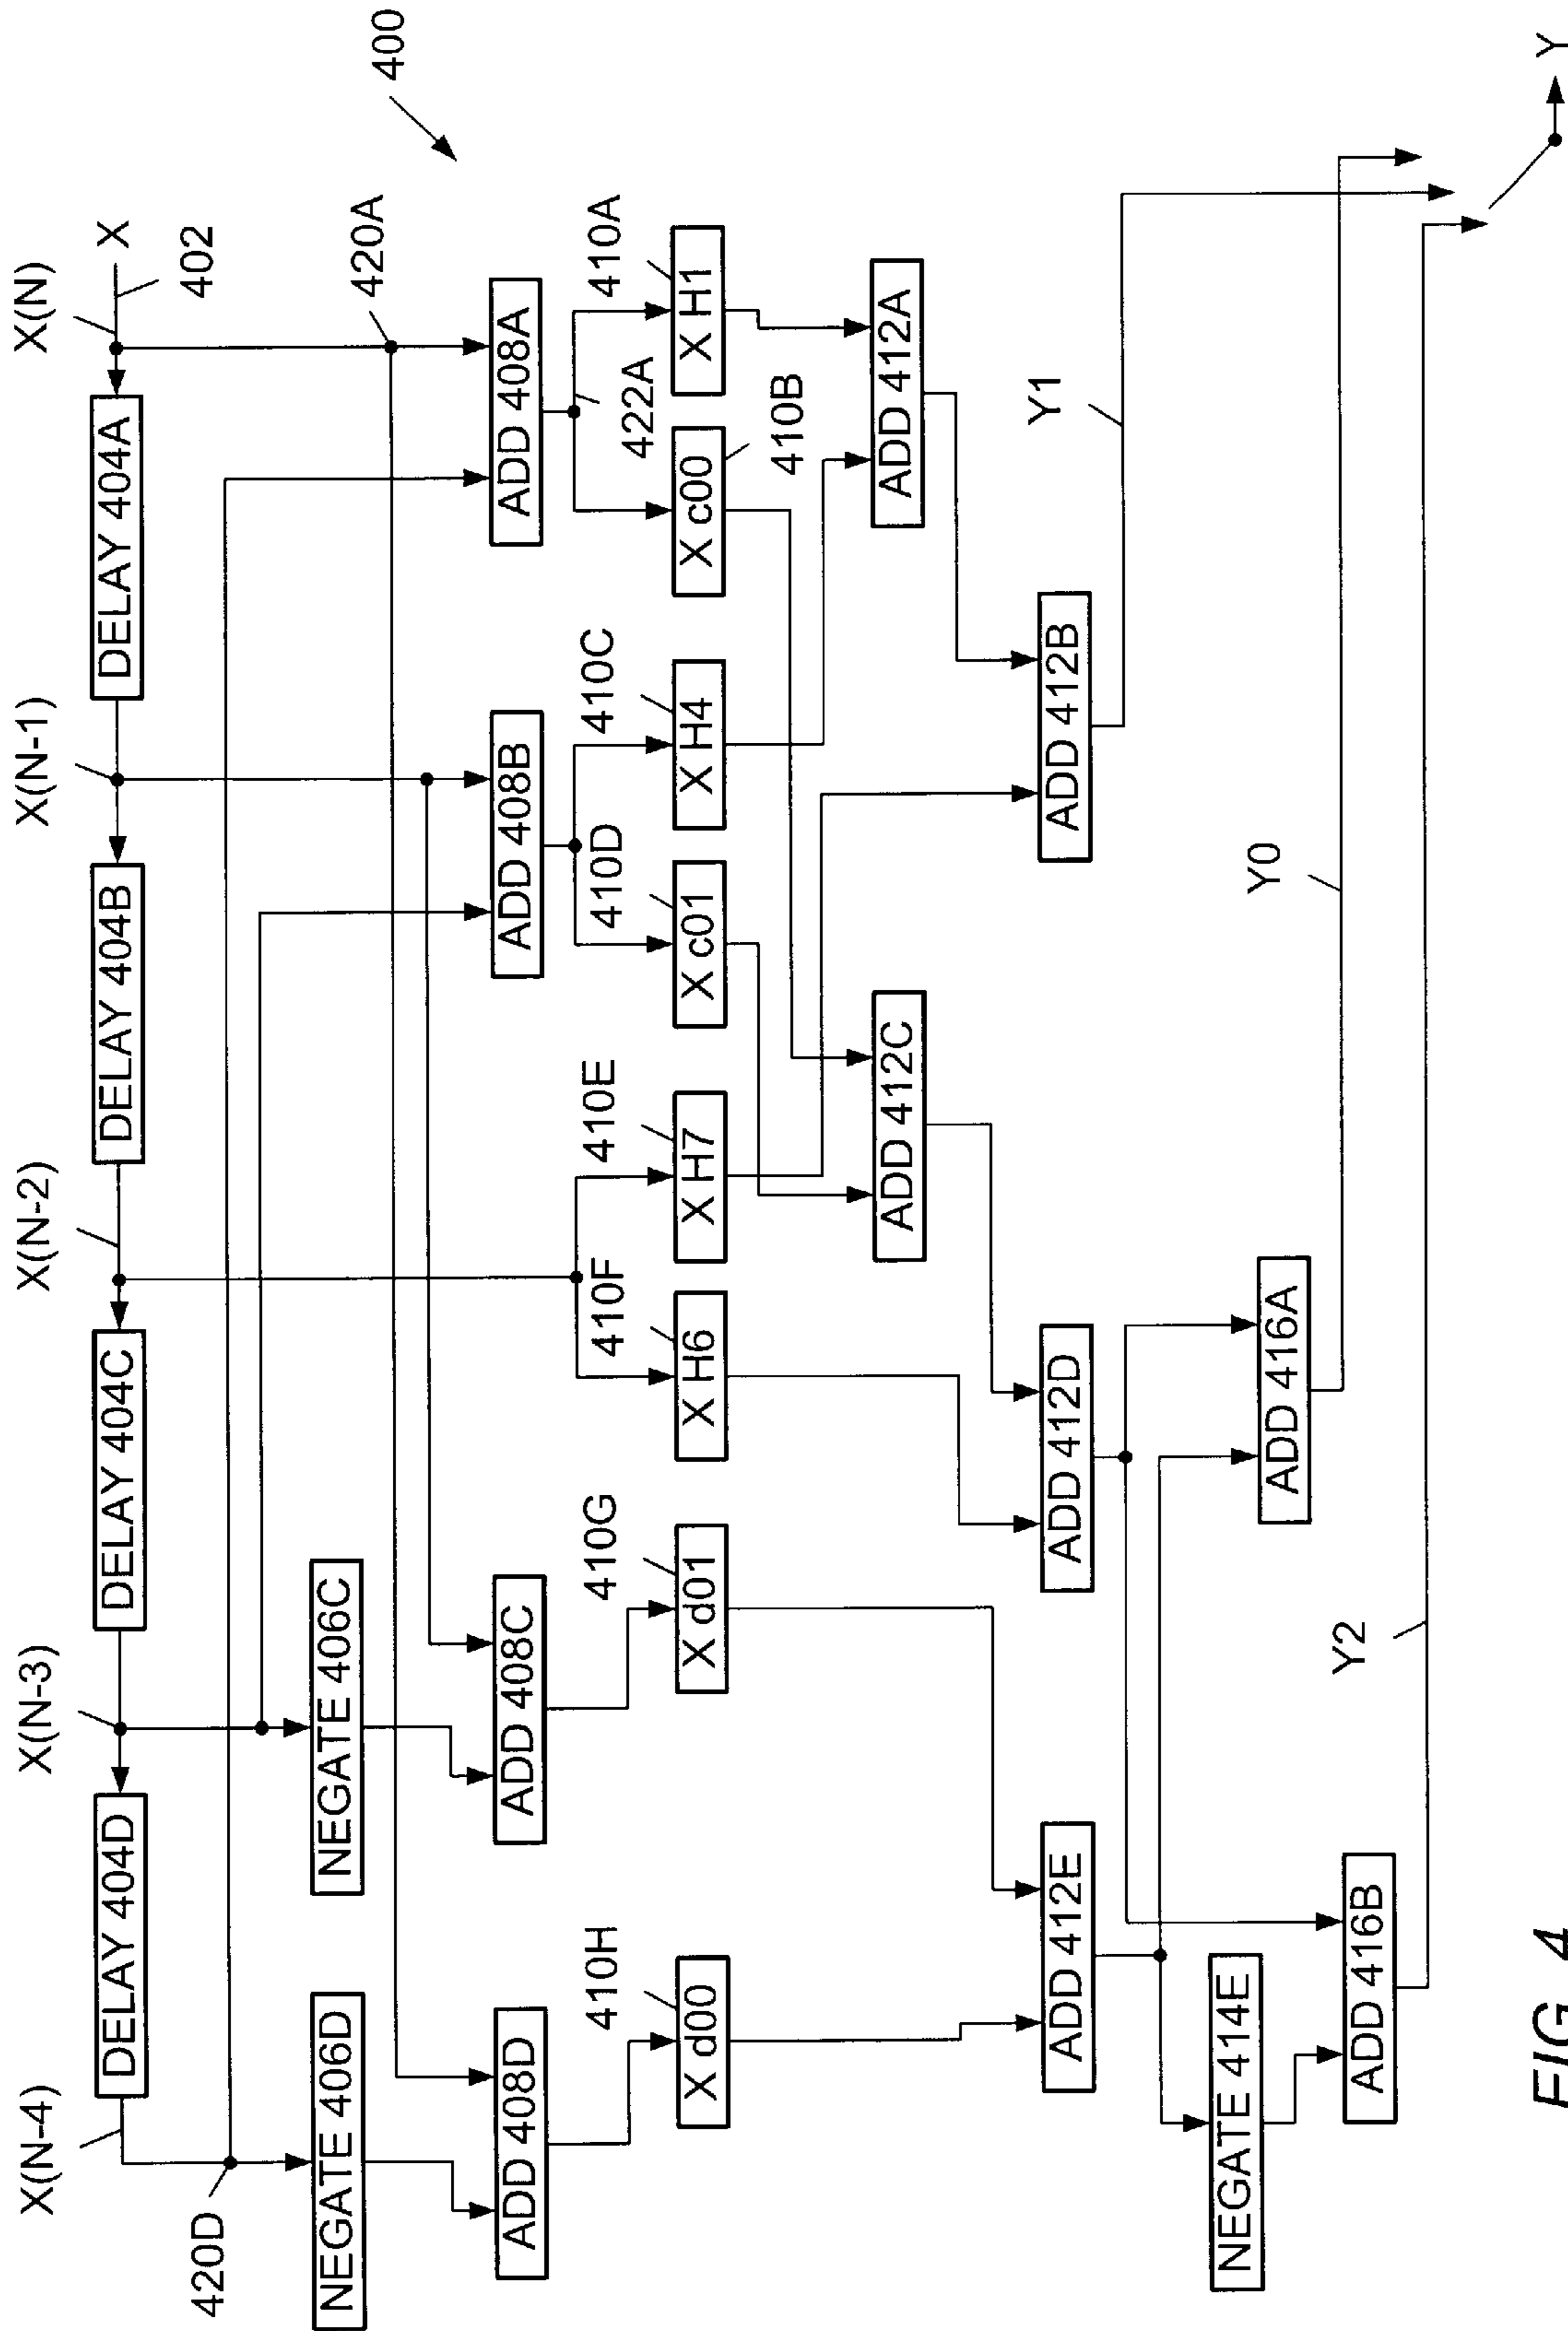 X(N-4)
X(N-3)
X(N-2)
X(N-1)
X(N)
DELAY 404D
DELAY 404C
DELAY 404B
DELAY 404A
X
402
400
420D
420A
NEGATE 406D
NEGATE 406C
ADD 408D
ADD 408C
ADD 408B
ADD 408A
422A
410H
410G
410F
410E
410D
410C
410B
410A
X d00
X d01
X H6
X H7
X c01
X H4
X c00
X H1
ADD 412C
ADD 412A
ADD 412E
ADD 412D
ADD 412B
Y1
NEGATE 414E
ADD 416A
Y0
ADD 416B
Y2
Y
FIG. 4